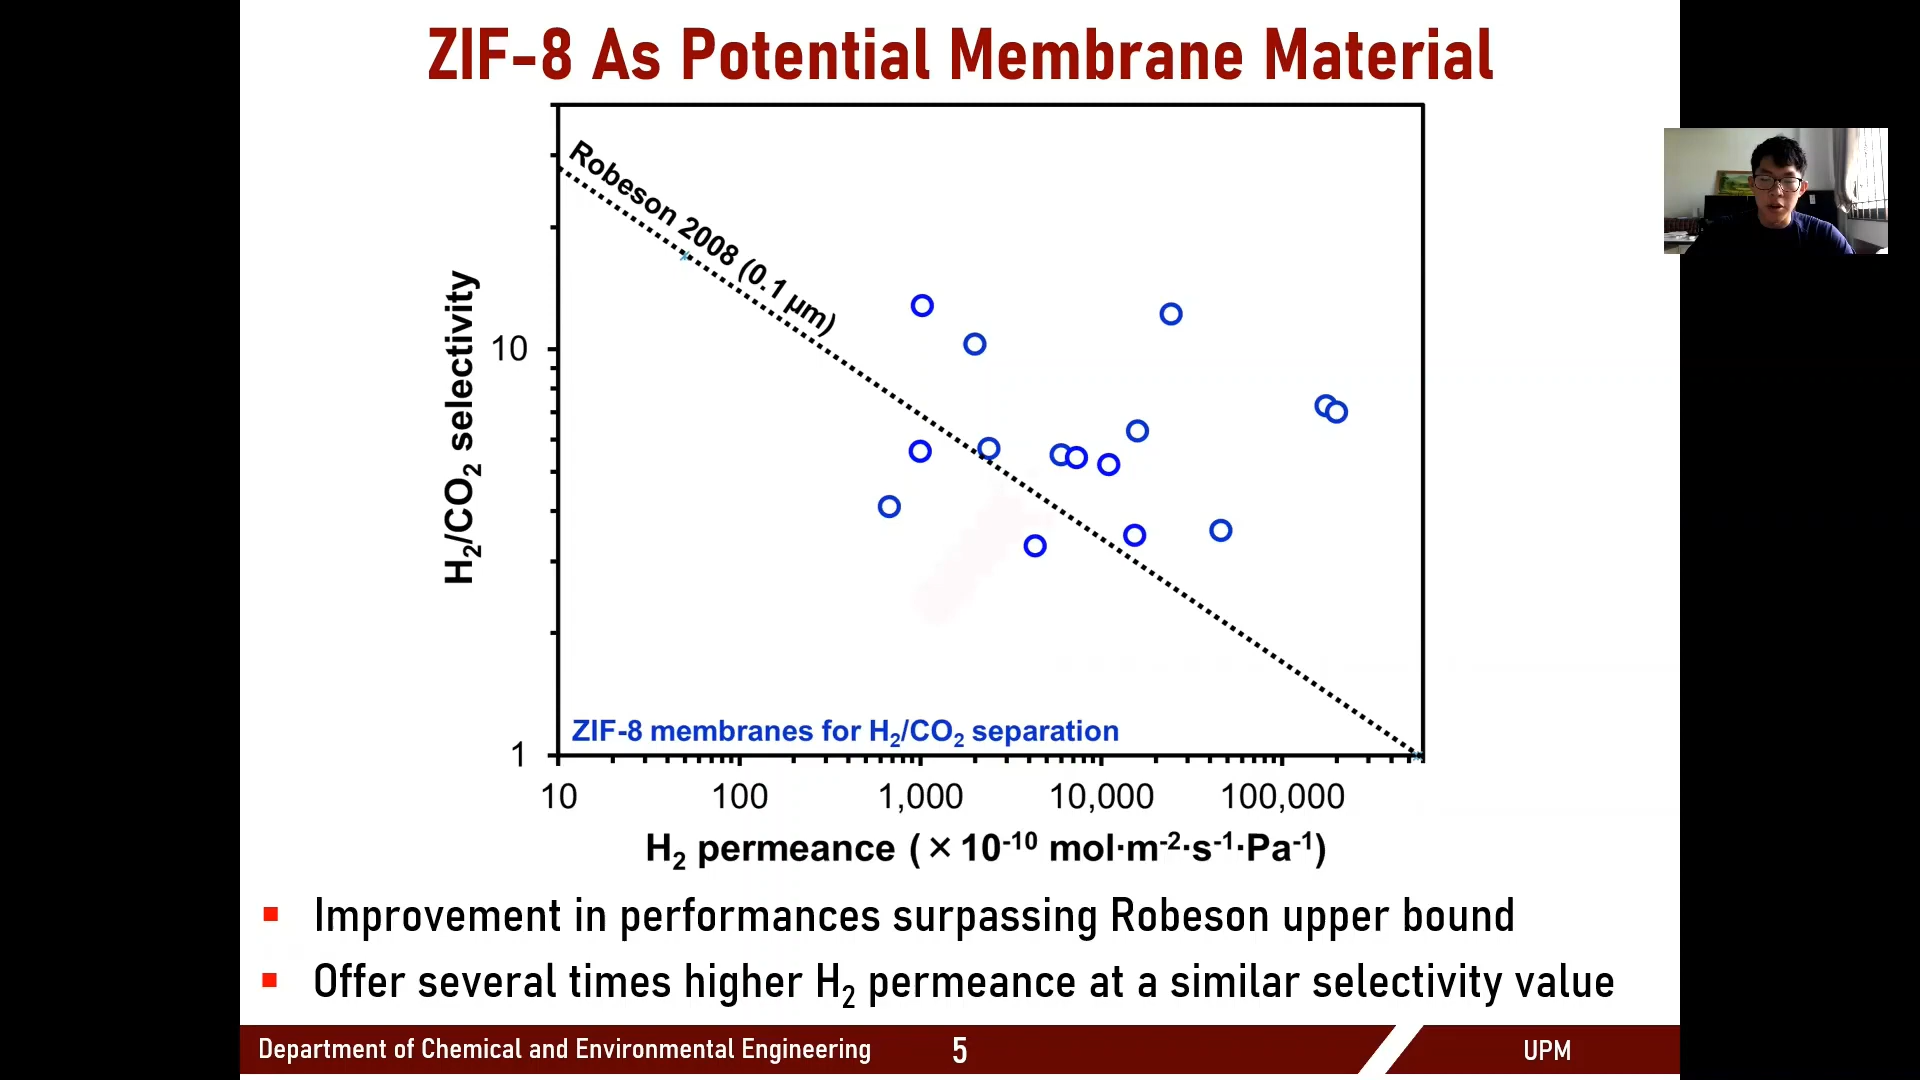 ZIF-8 As Potential Membrane Material
Robeson 2008 (0.1 µm)
H₂/CO₂ selectivity
10
1
ZIF-8 membranes for H₂/CO₂ separation
10 100 1,000 10,000 100,000
H₂ permeance (×10⁻¹⁰ mol·m⁻²·s⁻¹·Pa⁻¹)
▪ Improvement in performances surpassing Robeson upper bound
▪ Offer several times higher H₂ permeance at a similar selectivity value
Department of Chemical and Environmental Engineering 5 UPM